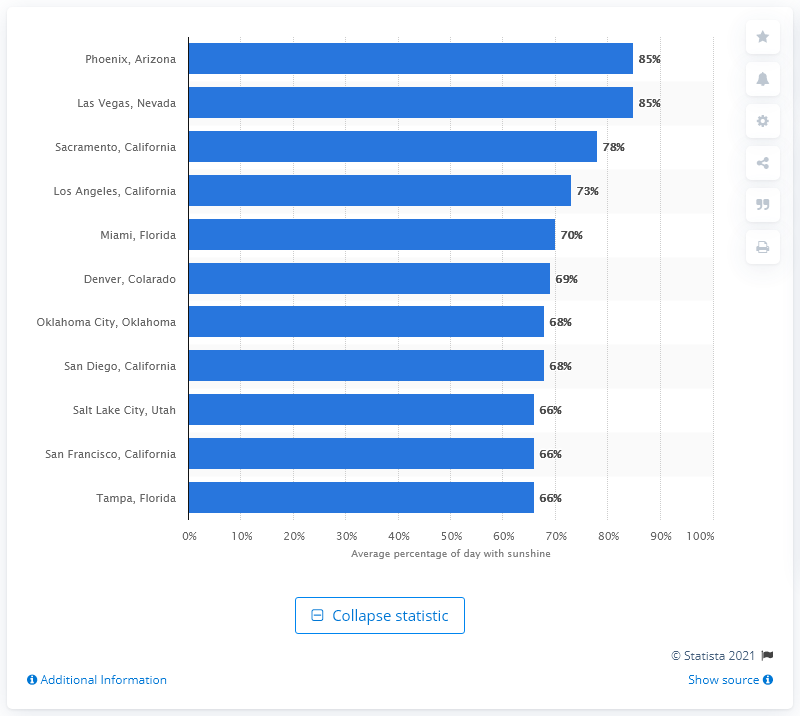 Phoenix, Arizona 85%
Las Vegas, Nevada 85%
Sacramento, California 78%
Los Angeles, California 73%
Miami, Florida 70%
Denver, Colarado 69%
Oklahoma City, Oklahoma 68%
San Diego, California 68%
Salt Lake City, Utah 66%
San Francisco, California 66%
Tampa, Florida 66%
0% 10% 20% 30% 40% 50% 60% 70% 80% 90% 100%
Average percentage of day with sunshine
Collapse statistic
© Statista 2021
Additional Information Show source